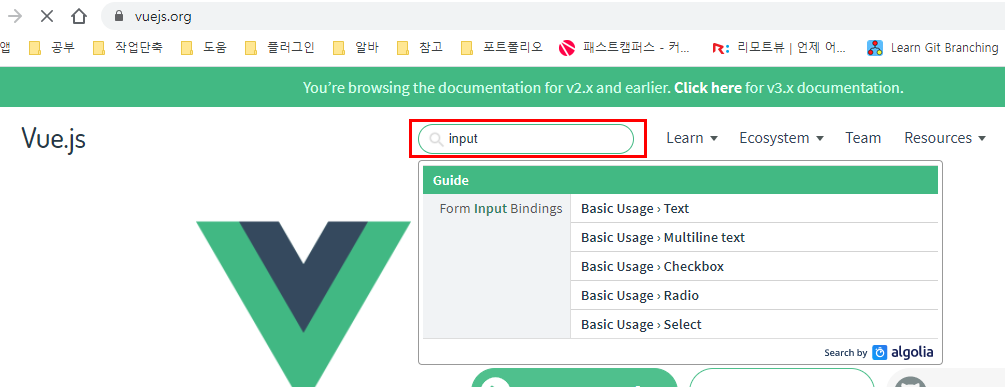 vuejs.org
앱 공부 작업단축 도움 플러그인 알바 참고 포트폴리오 패스트캠퍼스 - 커... R: 리모트뷰 | 언제 어... Learn Git Branching
You're browsing the documentation for v2.x and earlier. Click here for v3.x documentation.
Vue.js input Learn Ecosystem Team Resources
Guide
Form Input Bindings Basic Usage › Text
Basic Usage › Multiline text
Basic Usage › Checkbox
Basic Usage › Radio
Basic Usage › Select
Search by algolia